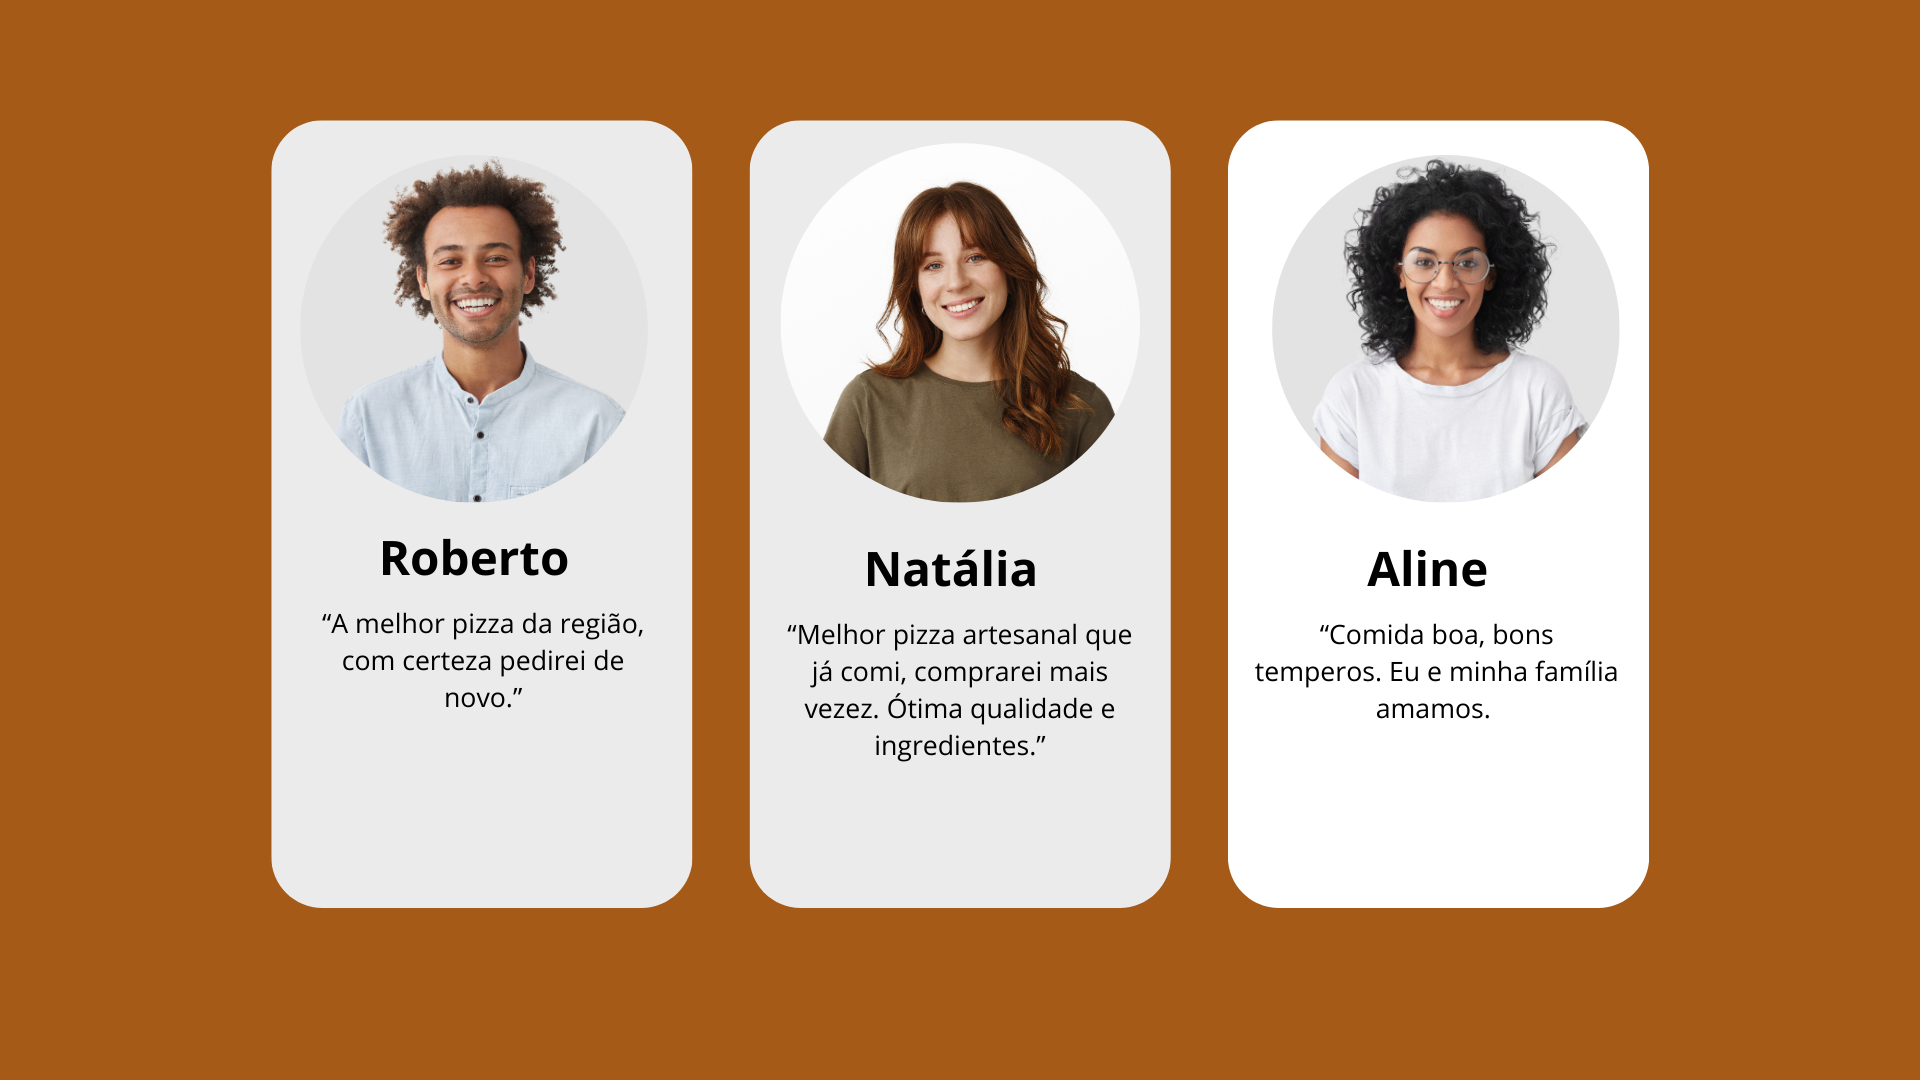 Roberto
“A melhor pizza da região,
com certeza pedirei de
novo.”
Natália
“Melhor pizza artesanal que
já comi, comprarei mais
vezez. Ótima qualidade e
ingredientes.”
Aline
“Comida boa, bons
temperos. Eu e minha família
amamos.